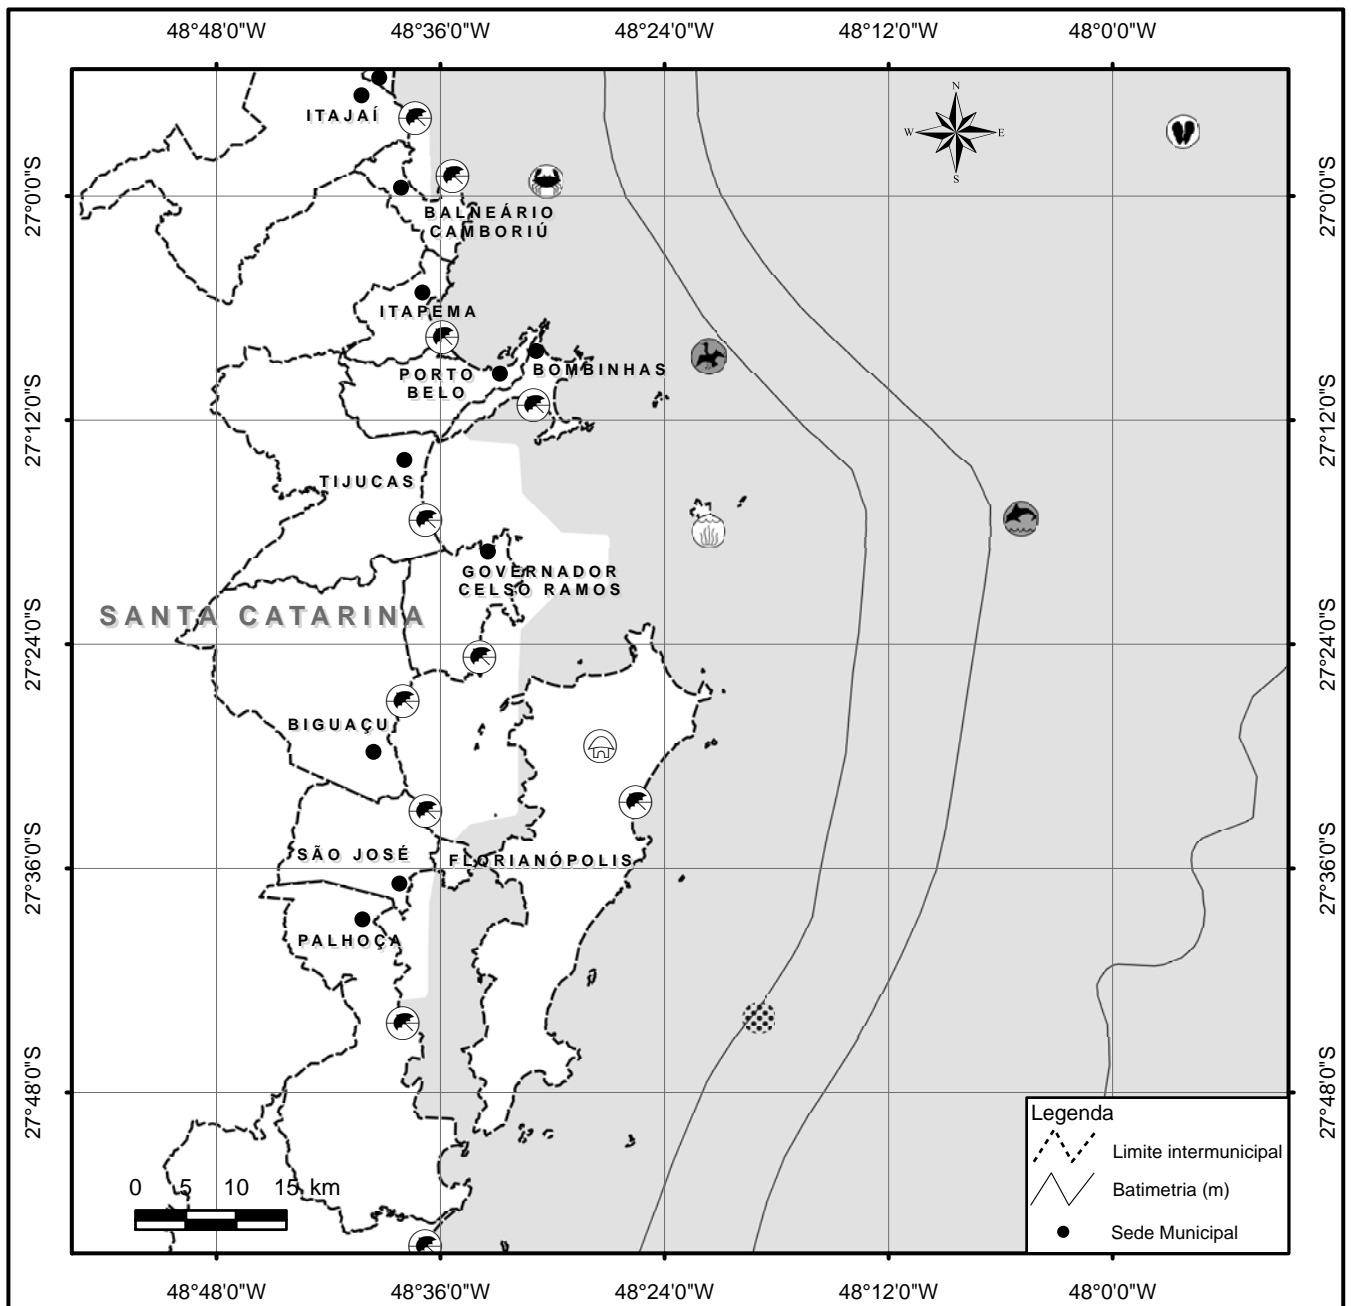 48°48'0"W 48°36'0"W 48°24'0"W 48°12'0"W 48°00'0"W
N
W E
S
ITAJAÍ
27°0'0"S 27°0'0"S
BALNEÁRIO
CAMBORIÚ
ITAPEMA
PORTO
BELO
BOMBINHAS
27°12'0"S 27°12'0"S
TIJUCAS
GOVERNADOR
CELSO RAMOS
SANTA CATARINA
27°24'0"S 27°24'0"S
BIGUAÇU
SÃO JOSÉ
FLORIANÓPOLIS
27°36'0"S 27°36'0"S
PALHOÇA
27°48'0"S 27°48'0"S
Legenda
Limite intermunicipal
Batimetria (m)
Sede Municipal
0 5 10 15 km
48°48'0"W 48°36'0"W 48°24'0"W 48°12'0"W 48°00'0"W